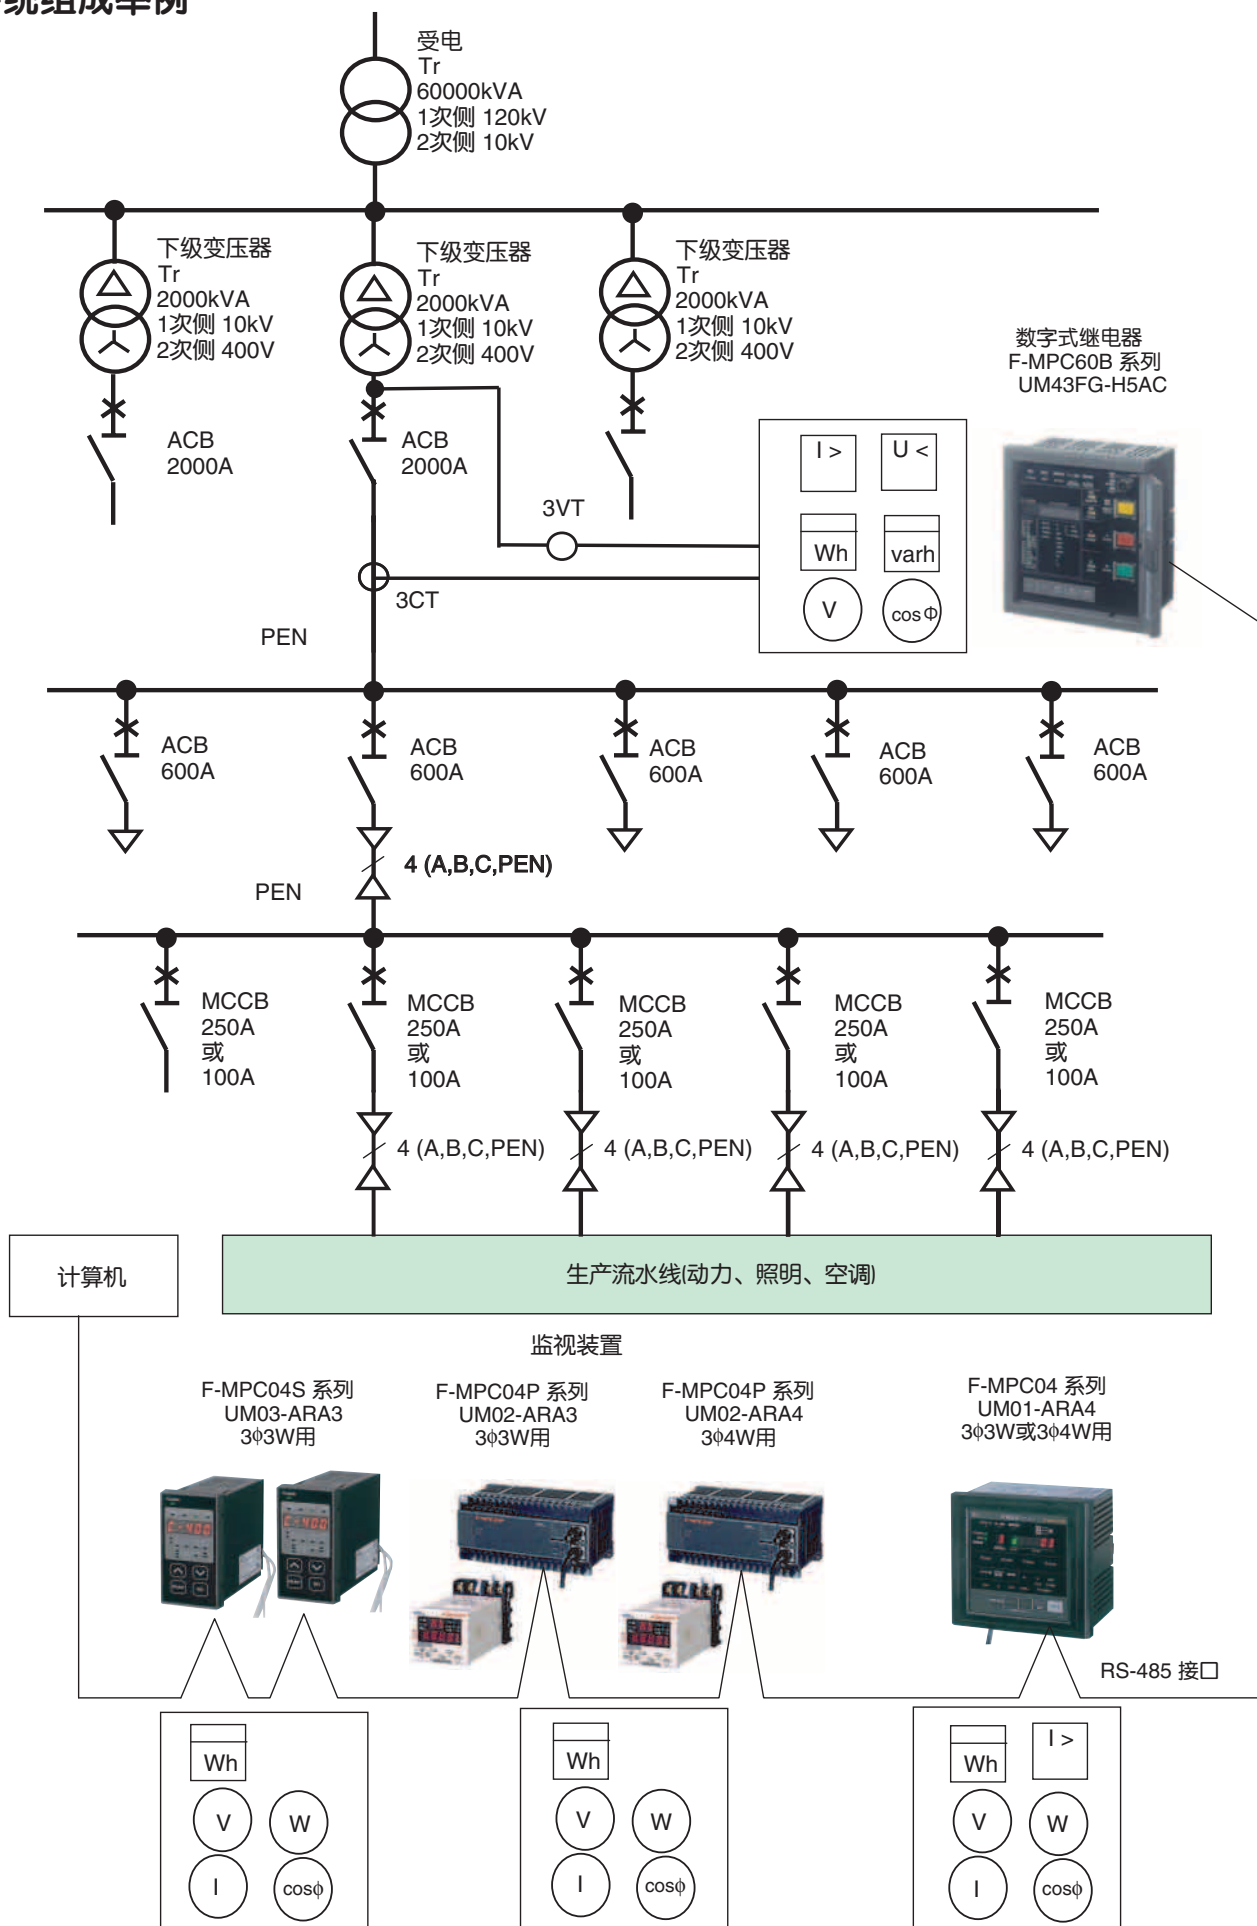 统组成举例
受电
Tr
60000kVA
1次侧 120kV
2次侧 10kV
下级变压器
Tr
2000kVA
1次侧 10kV
2次侧 400V
下级变压器
Tr
2000kVA
1次侧 10kV
2次侧 400V
下级变压器
Tr
2000kVA
1次侧 10kV
2次侧 400V
数字式继电器
F-MPC60B 系列
UM43FG-H5AC
ACB
2000A
ACB
2000A
I >
U <
Wh
varh
V
cos Φ
3VT
3CT
PEN
ACB
600A
ACB
600A
ACB
600A
ACB
600A
ACB
600A
4 (A,B,C,PEN)
PEN
MCCB
250A
或
100A
MCCB
250A
或
100A
MCCB
250A
或
100A
MCCB
250A
或
100A
MCCB
250A
或
100A
4 (A,B,C,PEN)
4 (A,B,C,PEN)
4 (A,B,C,PEN)
4 (A,B,C,PEN)
计算机
生产流水线(动力、照明、空调)
监视装置
F-MPC04S 系列
UM03-ARA3
3ϕ3W用
F-MPC04P 系列
UM02-ARA3
3ϕ3W用
F-MPC04P 系列
UM02-ARA4
3ϕ4W用
F-MPC04 系列
UM01-ARA4
3ϕ3W或3ϕ4W用
C-400
C-400
RS-485 接口
Wh
V
W
I
cosϕ
Wh
V
W
I
cosϕ
Wh
I >
V
W
I
cosϕ